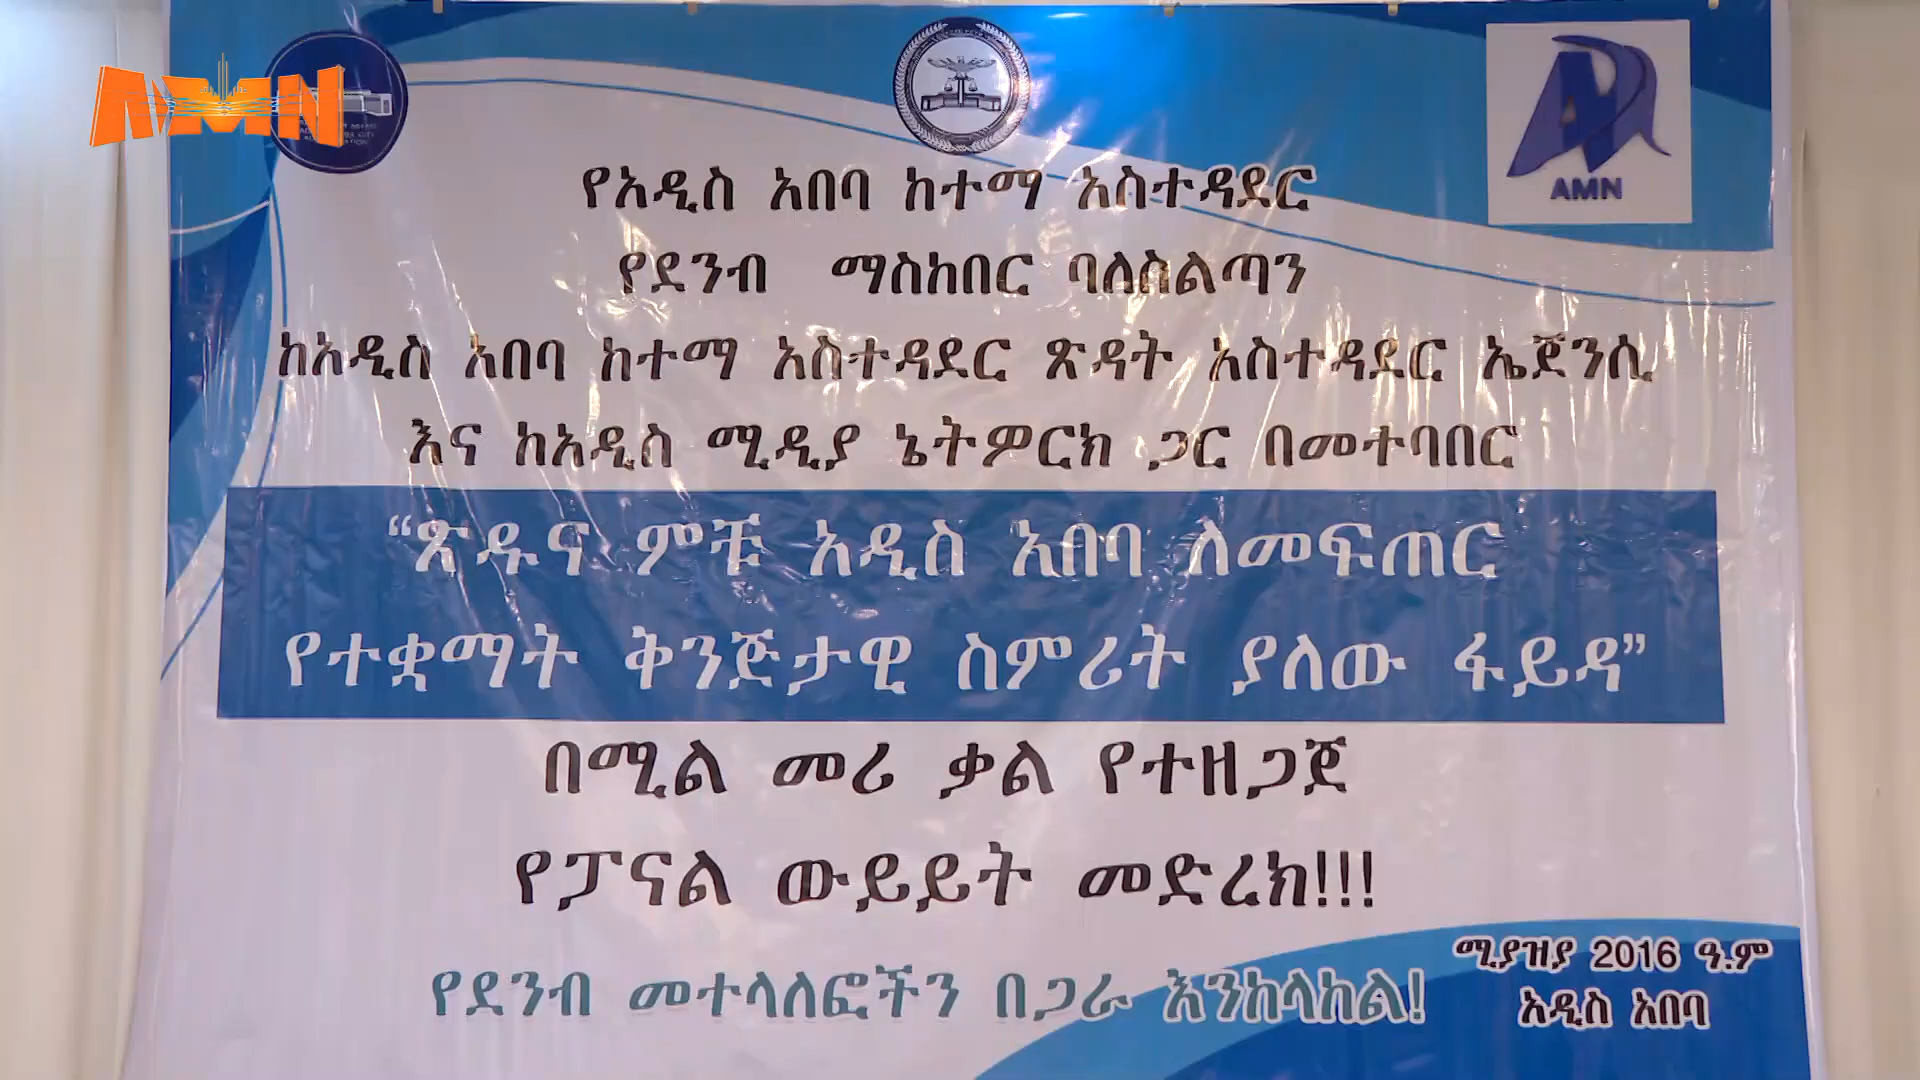 AMN
AMN
የአዲስ አበባ ከተማ አስተዳደር
የደንብ ማስከበር ባለስልጣን
ከአዲስ አበባ ከተማ አስተዳደር ጽዳት አስተዳደር ኤጀንሲ
እና ከአዲስ ሚዲያ ኔትዎርክ ጋር በመተባበር
“ጽዱና ምቹ አዲስ አበባ ለመፍጠር
የተቋማት ቅንጅታዊ ስምሪት ያለው ፋይዳ”
በሚል መሪ ቃል የተዘጋጀ
የፓናል ውይይት መድረክ!!!
የደንብ መተላለፎችን በጋራ እንከላከል!
ሚያዝያ 2016 ዓ.ም
አዲስ አበባ